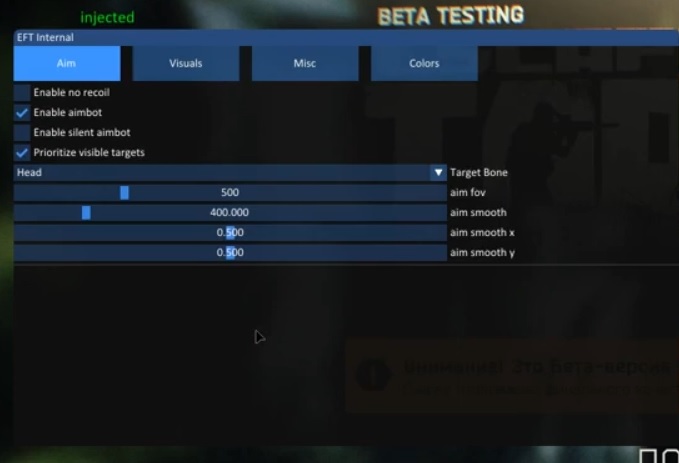 injected
BETA TESTING
EFT Internal
Aim Visuals Misc Colors
Enable no recoil
Enable aimbot
Enable silent aimbot
Prioritize visible targets
Head Target Bone
500 aim fov
400.000 aim smooth
0.500 aim smooth x
0.500 aim smooth y
Внимание! Это бета-версия